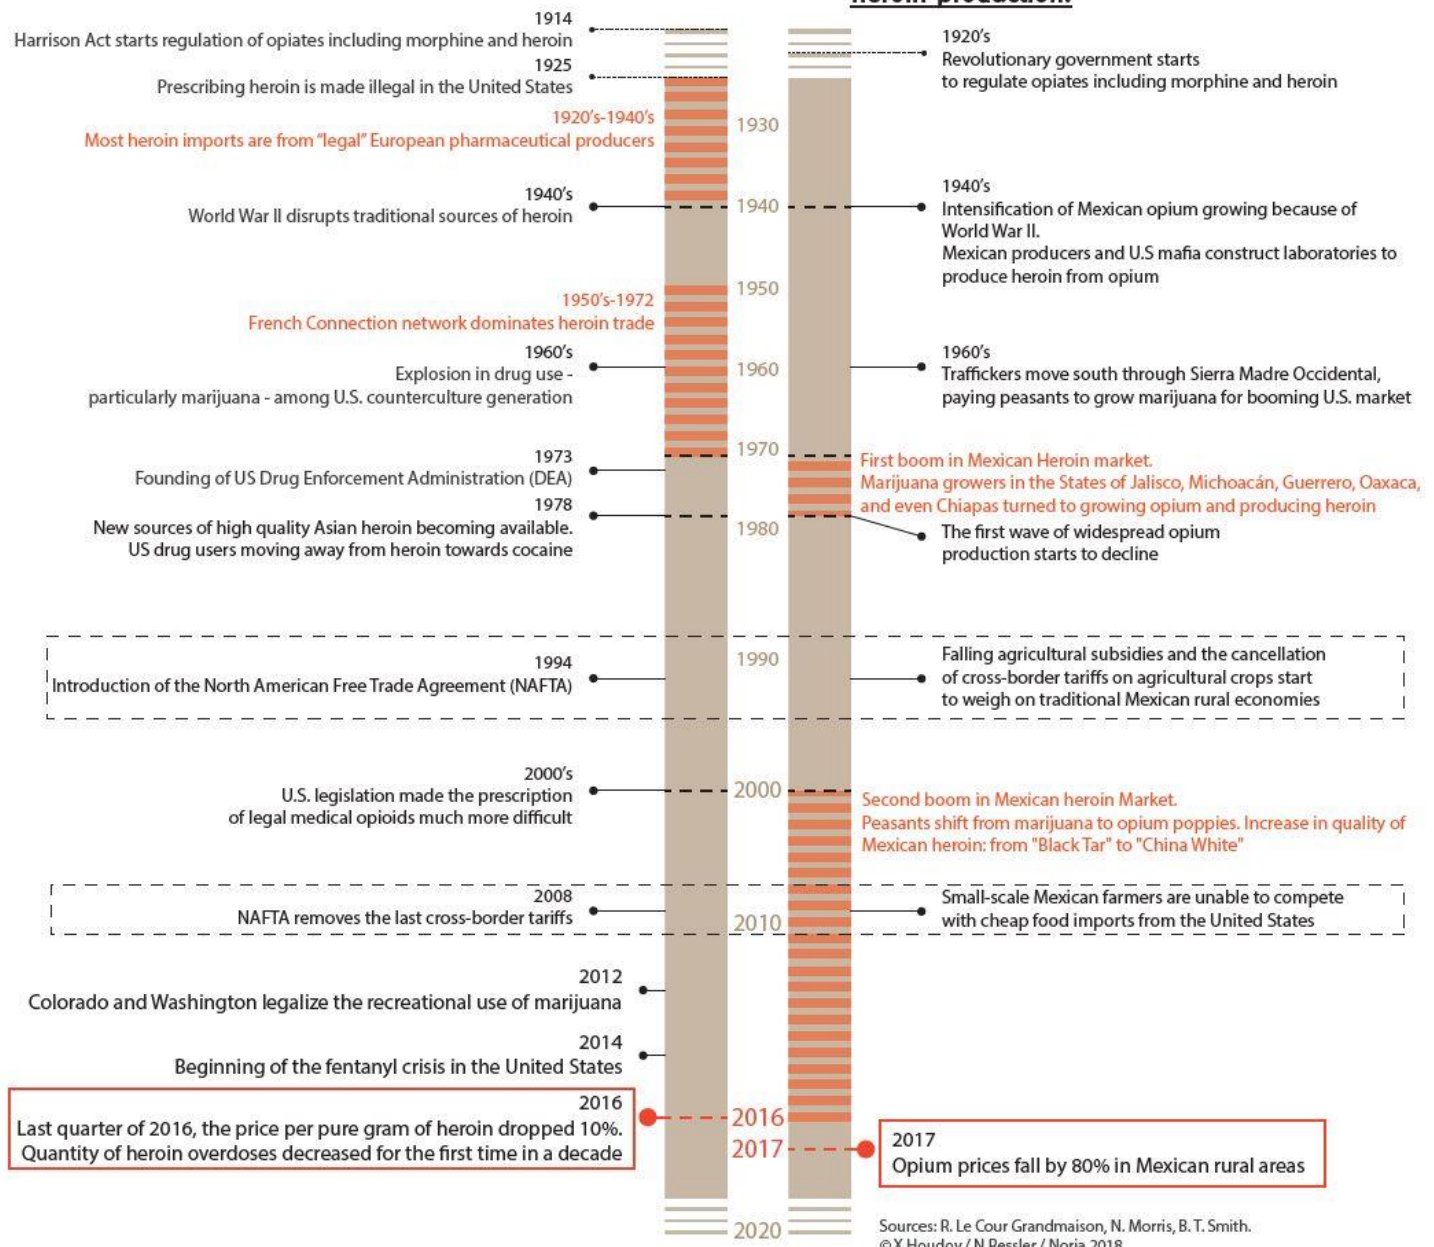 heroin production:
1914
Harrison Act starts regulation of opiates including morphine and heroin
1925
Prescribing heroin is made illegal in the United States
1920's-1940's
Most heroin imports are from "legal" European pharmaceutical producers
1940's
World War II disrupts traditional sources of heroin
1950's-1972
French Connection network dominates heroin trade
1960's
Explosion in drug use -
particularly marijuana - among U.S. counterculture generation
1973
Founding of US Drug Enforcement Administration (DEA)
1978
New sources of high quality Asian heroin becoming available.
US drug users moving away from heroin towards cocaine
1994
Introduction of the North American Free Trade Agreement (NAFTA)
2000's
U.S. legislation made the prescription
of legal medical opioids much more difficult
2008
NAFTA removes the last cross-border tariffs
2012
Colorado and Washington legalize the recreational use of marijuana
2014
Beginning of the fentanyl crisis in the United States
2016
Last quarter of 2016, the price per pure gram of heroin dropped 10%.
Quantity of heroin overdoses decreased for the first time in a decade
1930
1940
1950
1960
1970
1980
1990
2000
2010
2016
2017
2020
1920's
Revolutionary government starts
to regulate opiates including morphine and heroin
1940's
Intensification of Mexican opium growing because of
World War II.
Mexican producers and U.S mafia construct laboratories to
produce heroin from opium
1960's
Traffickers move south through Sierra Madre Occidental,
paying peasants to grow marijuana for booming U.S. market
First boom in Mexican Heroin market.
Marijuana growers in the States of Jalisco, Michoacán, Guerrero, Oaxaca,
and even Chiapas turned to growing opium and producing heroin
The first wave of widespread opium
production starts to decline
Falling agricultural subsidies and the cancellation
of cross-border tariffs on agricultural crops start
to weigh on traditional Mexican rural economies
Second boom in Mexican heroin Market.
Peasants shift from marijuana to opium poppies. Increase in quality of
Mexican heroin: from "Black Tar" to "China White"
Small-scale Mexican farmers are unable to compete
with cheap food imports from the United States
2017
Opium prices fall by 80% in Mexican rural areas
Sources: R. Le Cour Grandmaison, N. Morris, B. T. Smith.
© X Houdoy / N Ressler / Noria 2018